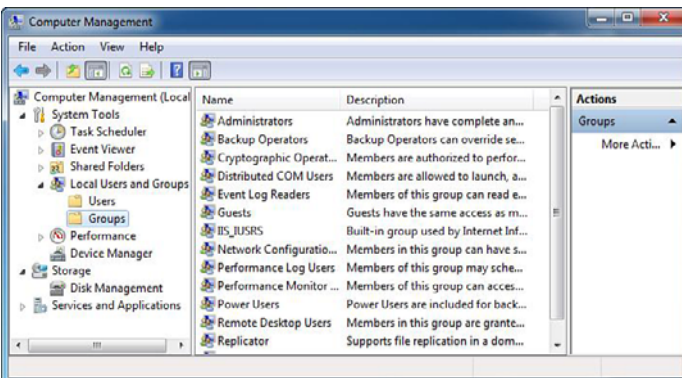 Computer Management
File Action View Help
Computer Management (Local
System Tools
Task Scheduler
Event Viewer
Shared Folders
Local Users and Groups
Users
Groups
Performance
Device Manager
Storage
Disk Management
Services and Applications
Name Description
Administrators Administrators have complete an...
Backup Operators Backup Operators can override se...
Cryptographic Operat... Members are authorized to perfor...
Distributed COM Users Members are allowed to launch, a...
Event Log Readers Members of this group can read e...
Guests Guests have the same access as m...
IIS_IUSRS Built-in group used by Internet Inf...
Network Configuratio... Members in this group can have s...
Performance Log Users Members of this group may sche...
Performance Monitor ... Members of this group can acces...
Power Users Power Users are included for back...
Remote Desktop Users Members in this group are grante...
Replicator Supports file replication in a dom...
Actions
Groups
More Acti...